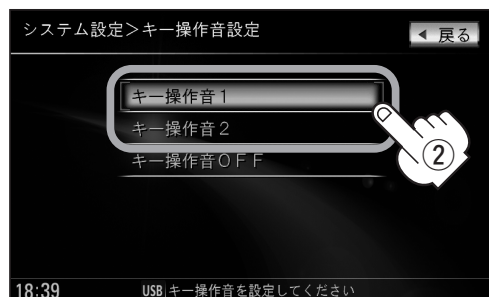 システム設定＞キー操作音設定
◀ 戻る
キー操作音１
キー操作音２
キー操作音ＯＦＦ
②
18:39 USB キー操作音を設定してください